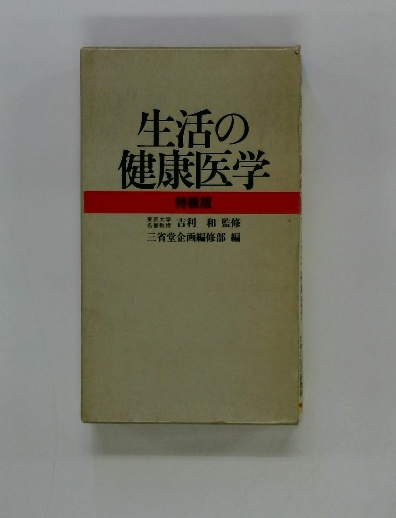 生活の
健康医学
特装版
東京大学
名誉教授 吉利 和 監修
三省堂企画編修部 編